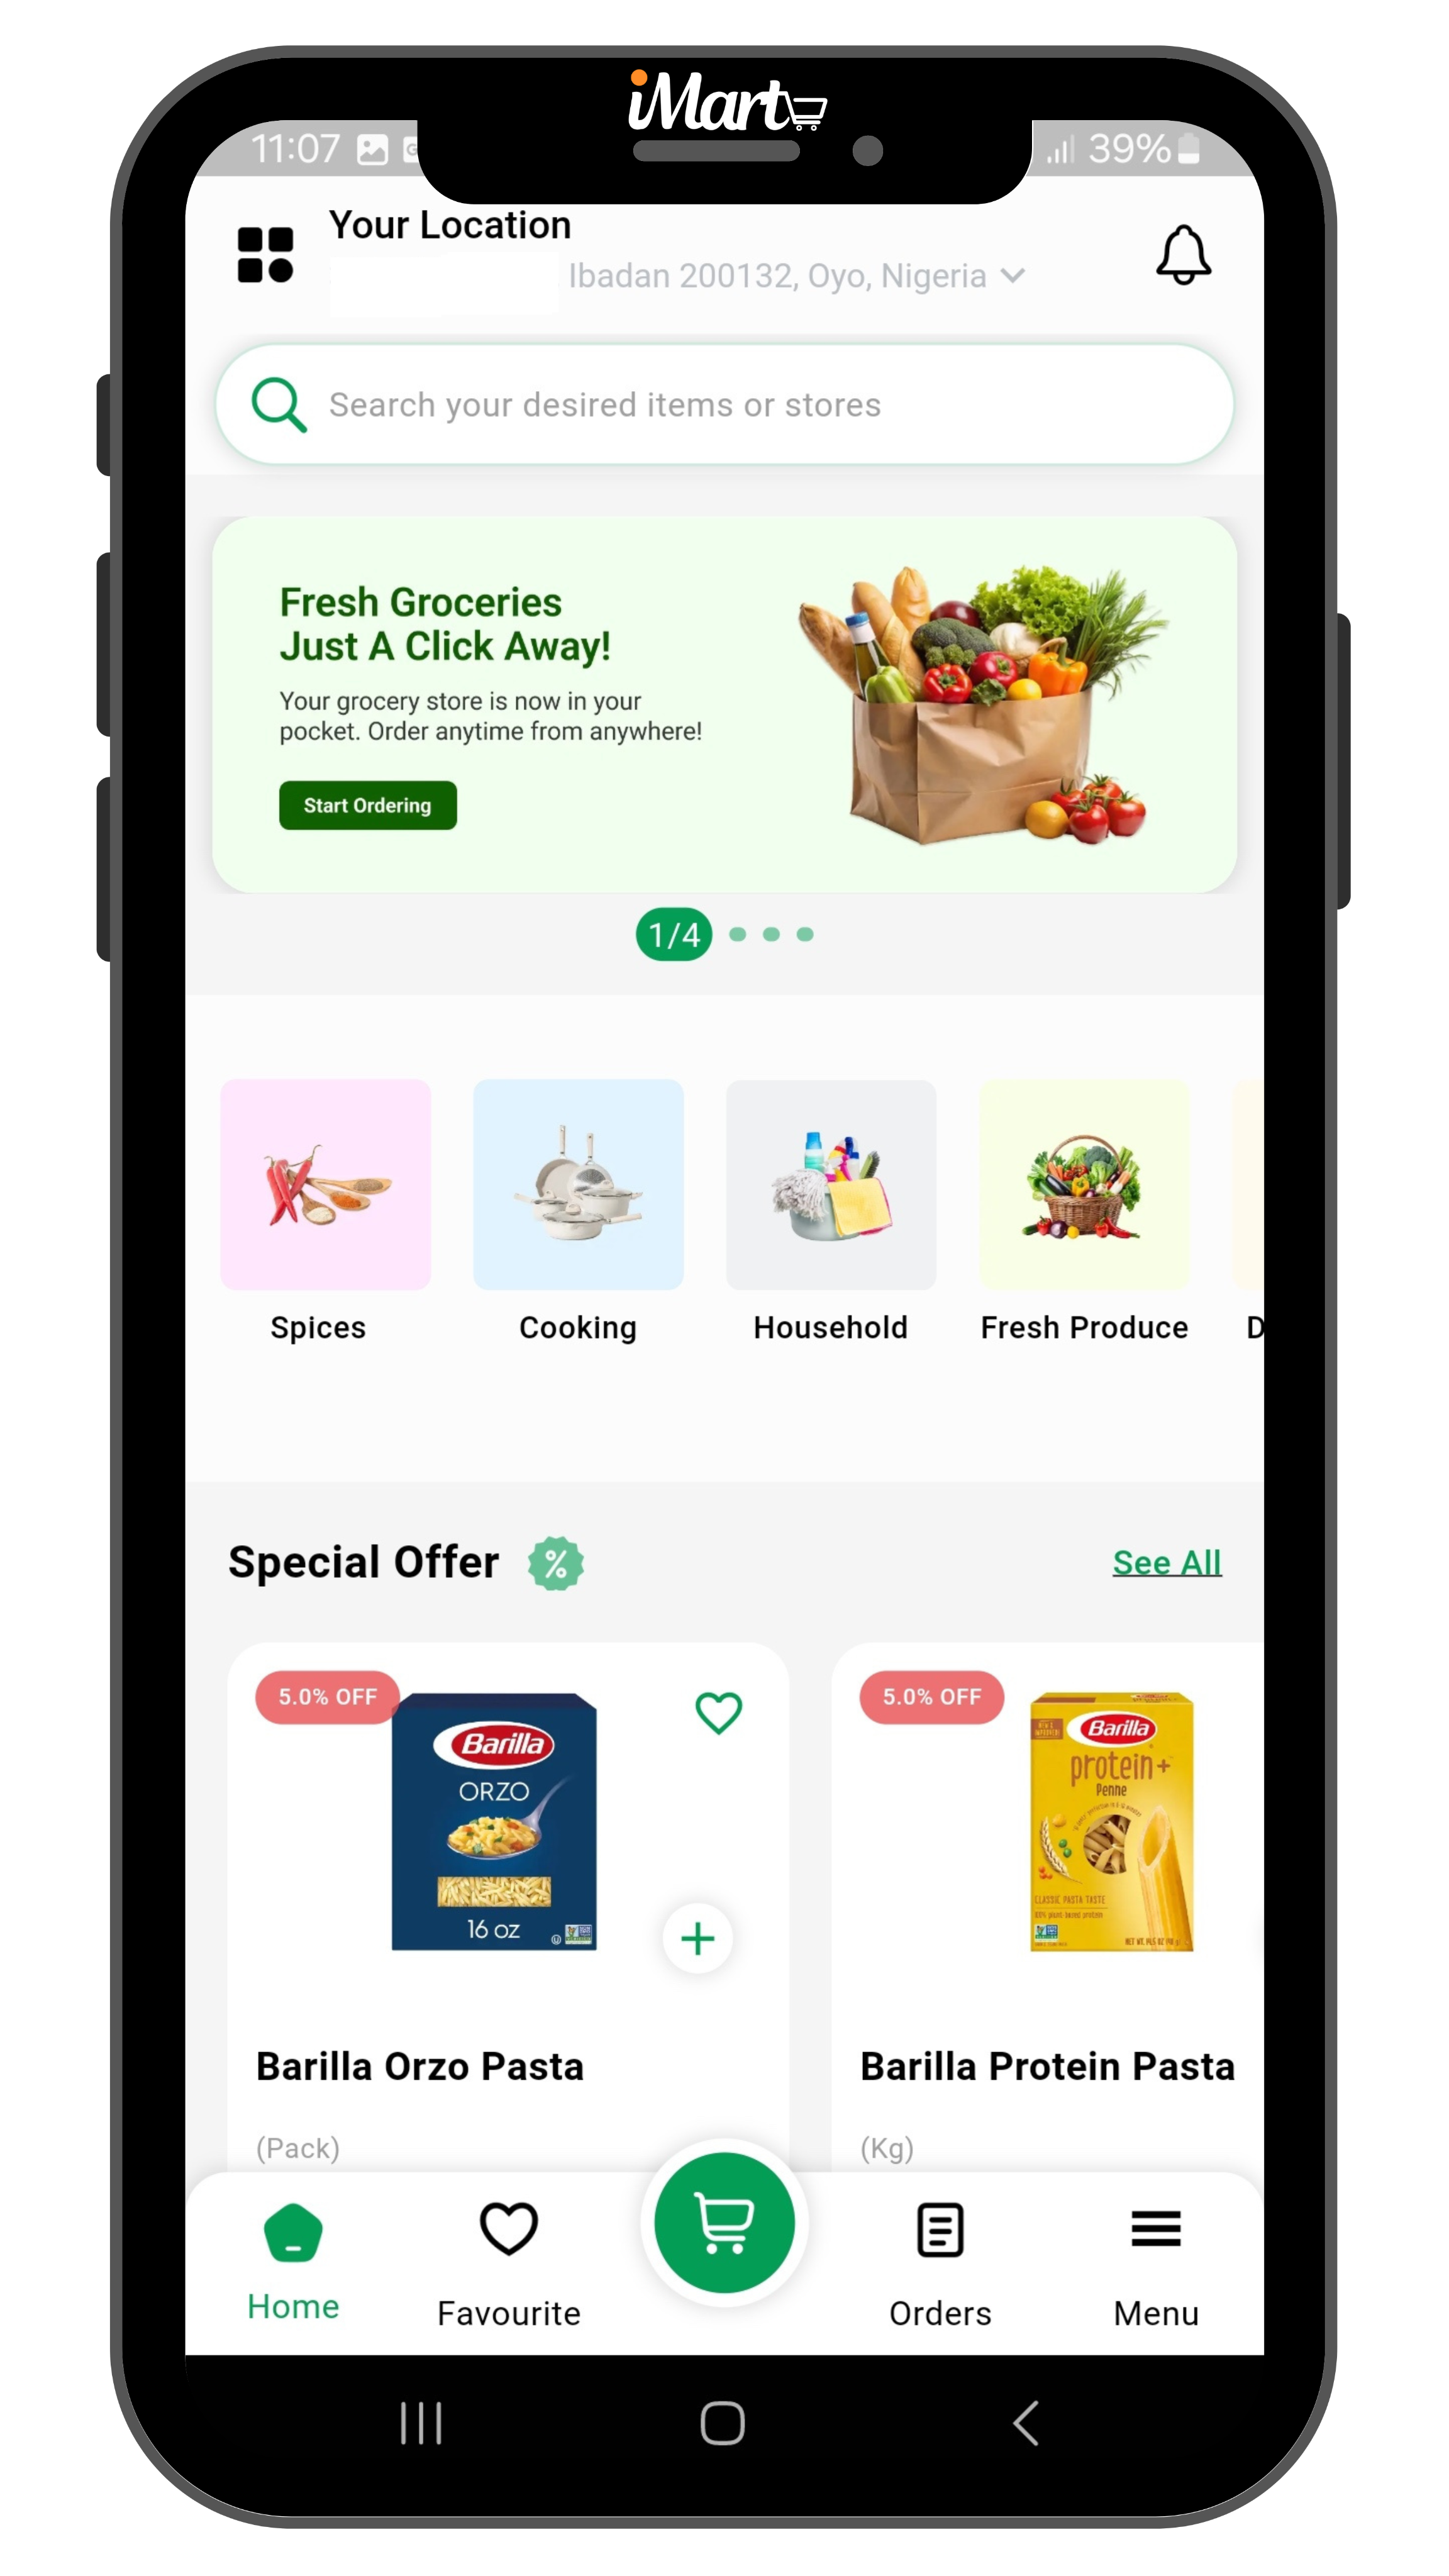 iMart
11:07
39%
Your Location
Ibadan 200132, Oyo, Nigeria
Search your desired items or stores
Fresh Groceries
Just A Click Away!
Your grocery store is now in your
pocket. Order anytime from anywhere!
Start Ordering
1/4
Spices
Cooking
Household
Fresh Produce
D
Special Offer %
See All
5.0% OFF
Barilla
ORZO
16 oz
5.0% OFF
Barilla
protein+
Penne
CLASSIC PASTA TASTE
Barilla Orzo Pasta
Barilla Protein Pasta
(Pack)
(Kg)
Home
Favourite
Orders
Menu